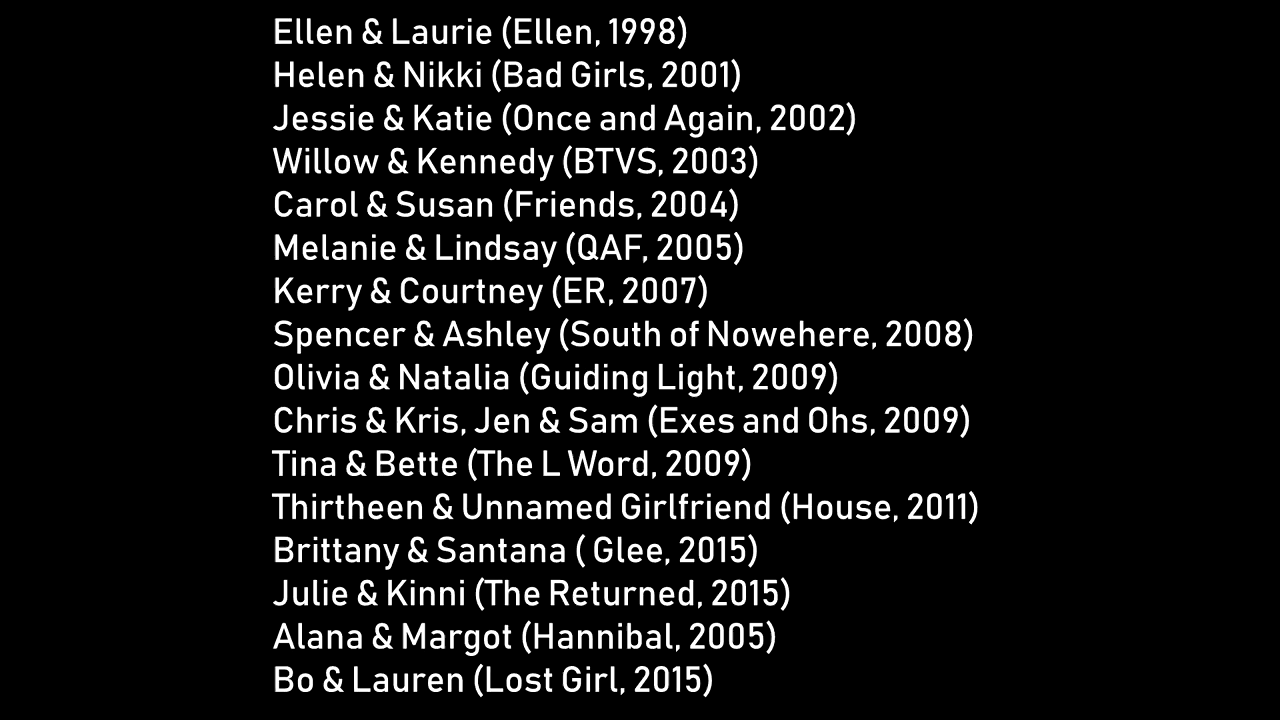 Ellen & Laurie (Ellen, 1998)
Helen & Nikki (Bad Girls, 2001)
Jessie & Katie (Once and Again, 2002)
Willow & Kennedy (BTVS, 2003)
Carol & Susan (Friends, 2004)
Melanie & Lindsay (QAF, 2005)
Kerry & Courtney (ER, 2007)
Spencer & Ashley (South of Nowehere, 2008)
Olivia & Natalia (Guiding Light, 2009)
Chris & Kris, Jen & Sam (Exes and Ohs, 2009)
Tina & Bette (The L Word, 2009)
Thirtheen & Unnamed Girlfriend (House, 2011)
Brittany & Santana ( Glee, 2015)
Julie & Kinni (The Returned, 2015)
Alana & Margot (Hannibal, 2005)
Bo & Lauren (Lost Girl, 2015)